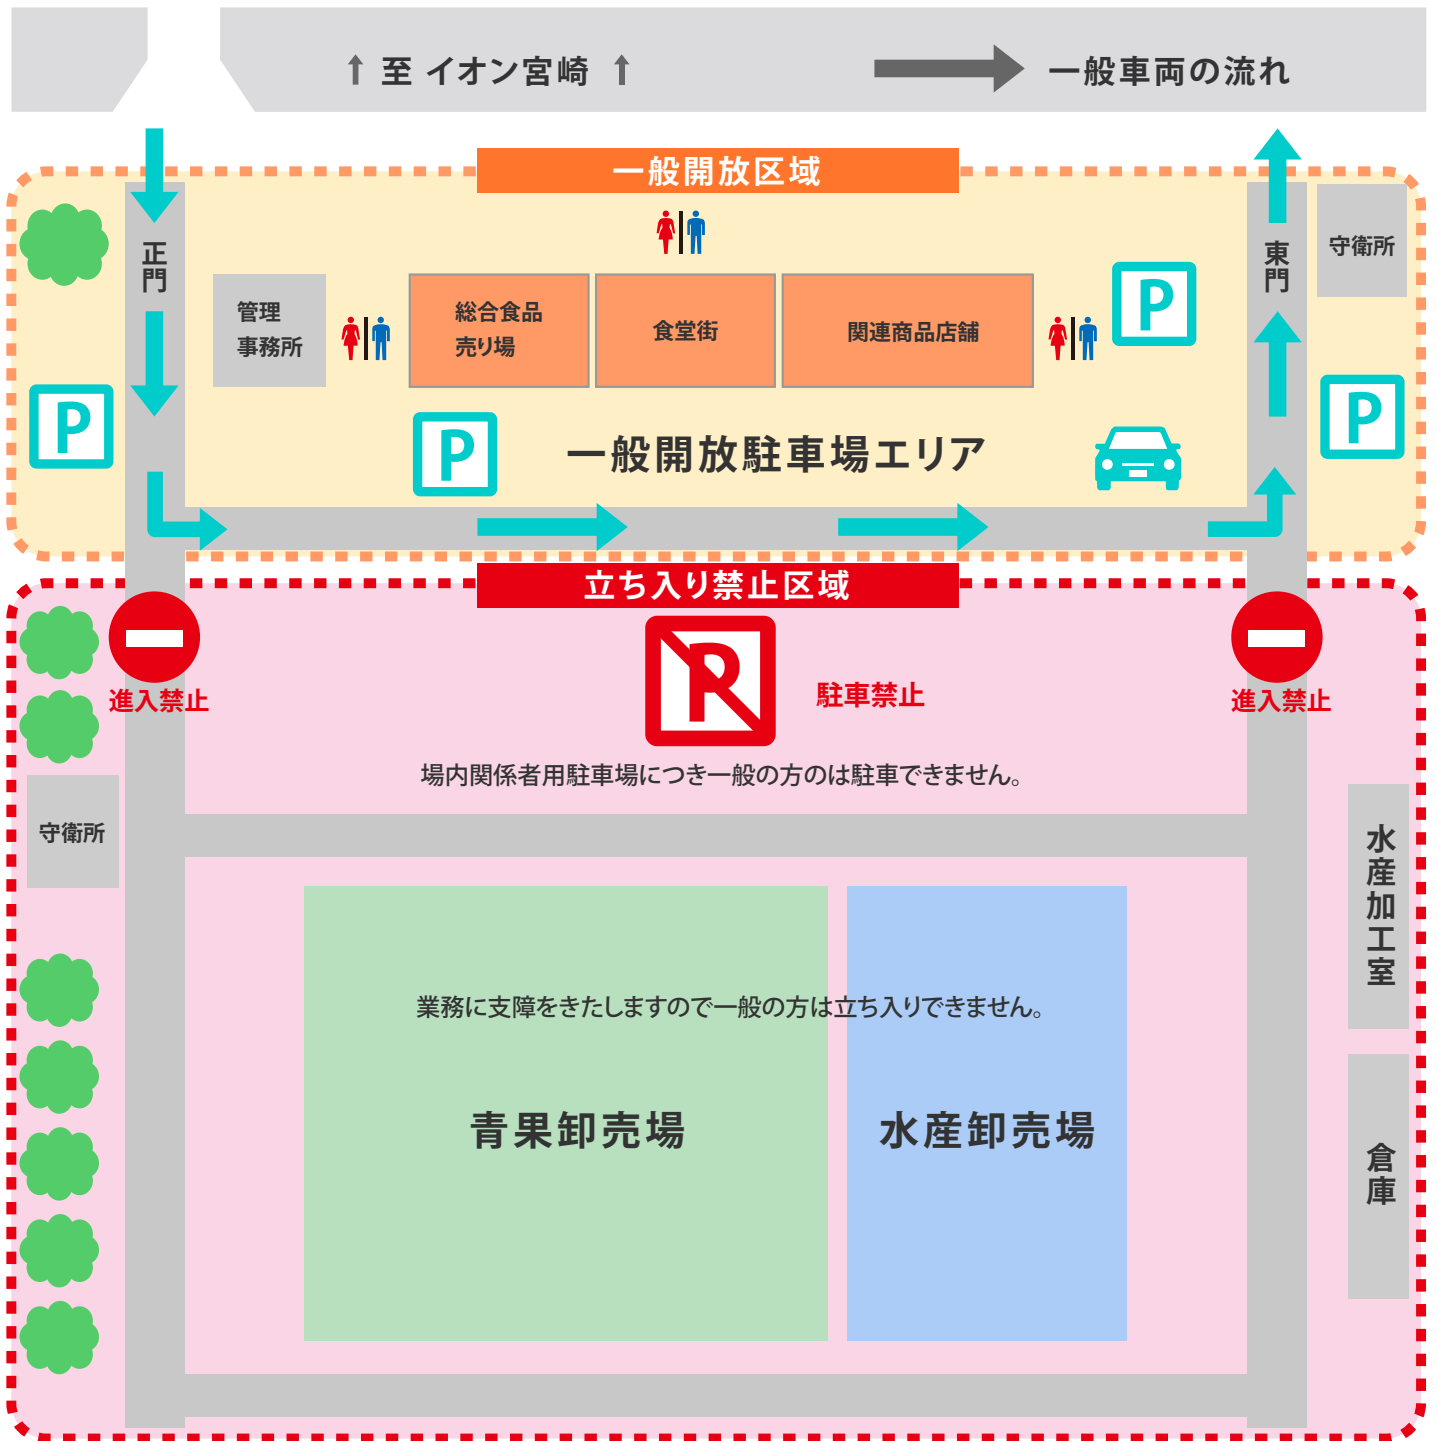 ↑ 至 イオン宮崎 ↑
一般車両の流れ
一般開放区域
正門
東門
守衛所
管理
事務所
総合食品
売り場
食堂街
関連商品店舗
P
P
P
P
一般開放駐車場エリア
立ち入り禁止区域
進入禁止
P
駐車禁止
進入禁止
場内関係者用駐車場につき一般の方のは駐車できません。
守衛所
水産加工室
業務に支障をきたしますので一般の方は立ち入りできません。
青果卸売場
水産卸売場
倉庫